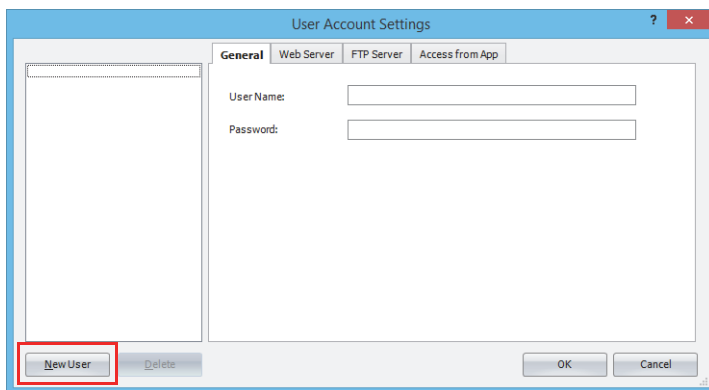 User Account Settings ? ×
General Web Server FTP Server Access from App
User Name:
Password:
New User Delete OK Cancel